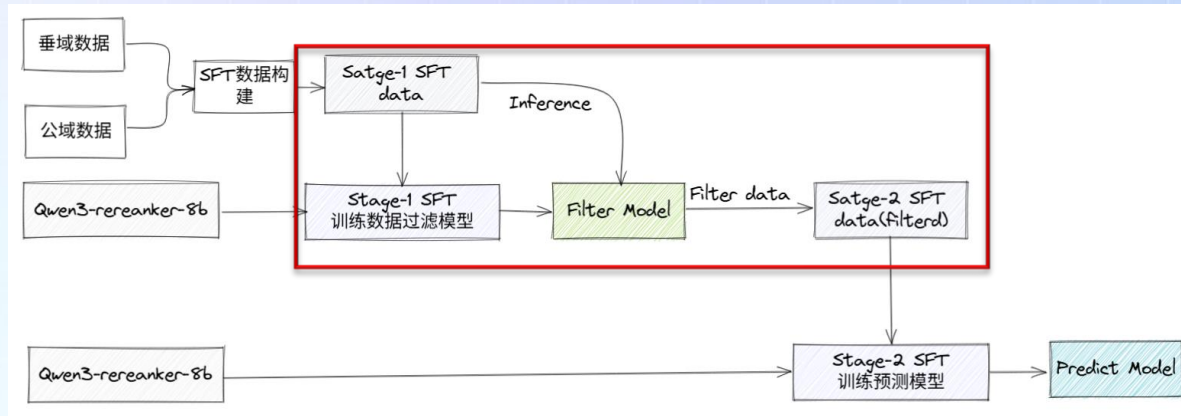 垂域数据
公域数据
SFT数据构
建
Satge-1 SFT
data
Inference
Qwen3-rereanker-8b
Stage-1 SFT
训练数据过滤模型
Filter Model
Filter data
Satge-2 SFT
data(filterd)
Qwen3-rereanker-8b
Stage-2 SFT
训练预测模型
Predict Model